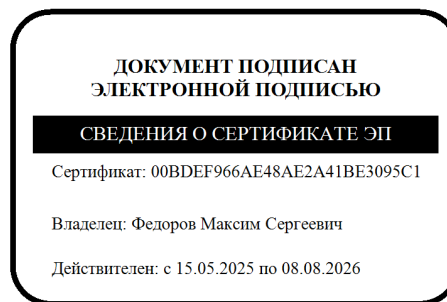 ДОКУМЕНТ ПОДПИСАН
ЭЛЕКТРОННОЙ ПОДПИСЬЮ
СВЕДЕНИЯ О СЕРТИФИКАТЕ ЭП
Сертификат: 00BDEF966AE48AE2A41BE3095C1
Владелец: Федоров Максим Сергеевич
Действителен: с 15.05.2025 по 08.08.2026